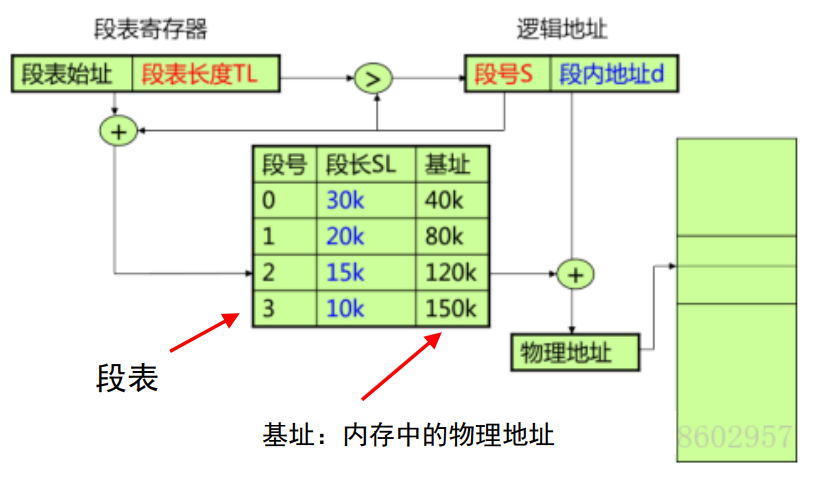 段表寄存器
逻辑地址
段表始址 段表长度TL
>
段号S 段内地址d
+
段号 段长SL 基址
0 30k 40k
1 20k 80k
2 15k 120k
3 10k 150k
+
物理地址
段表
基址：内存中的物理地址
8602957